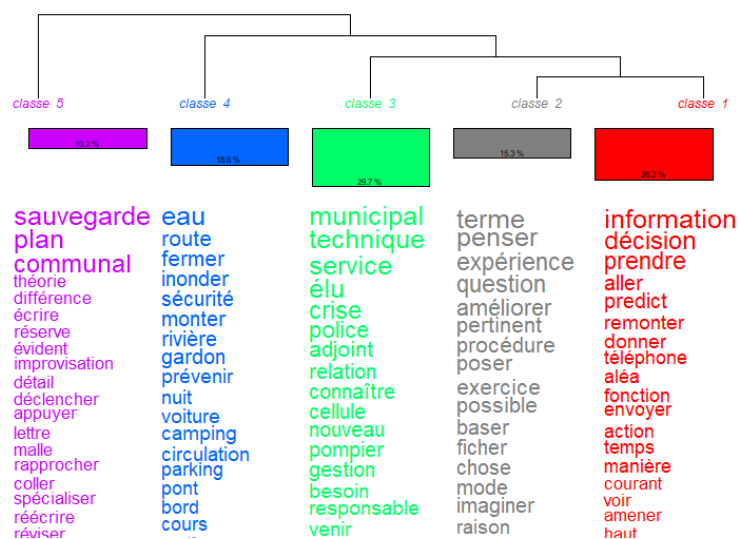 classe 5
classe 4
classe 3
classe 2
classe 1
10.2 %
18.6 %
29.7 %
15.3 %
26.2 %
sauvegarde
plan
communal
théorie
différence
écrire
réserve
évident
improvisation
détail
déclencher
appuyer
lettre
malle
rapprocher
coller
spécialiser
réécrire
réviser
eau
route
fermer
inonder
sécurité
monter
rivière
gardon
prévenir
nuit
voiture
camping
circulation
parking
pont
bord
cours
municipal
technique
service
élu
crise
police
adjoint
relation
connaître
cellule
nouveau
pompier
gestion
besoin
responsable
venir
terme
penser
expérience
question
améliorer
pertinent
procédure
poser
exercice
possible
baser
ficher
chose
mode
imaginer
raison
information
décision
prendre
aller
predict
remonter
donner
téléphone
aléa
fonction
envoyer
action
temps
manière
courant
voir
amener
haut